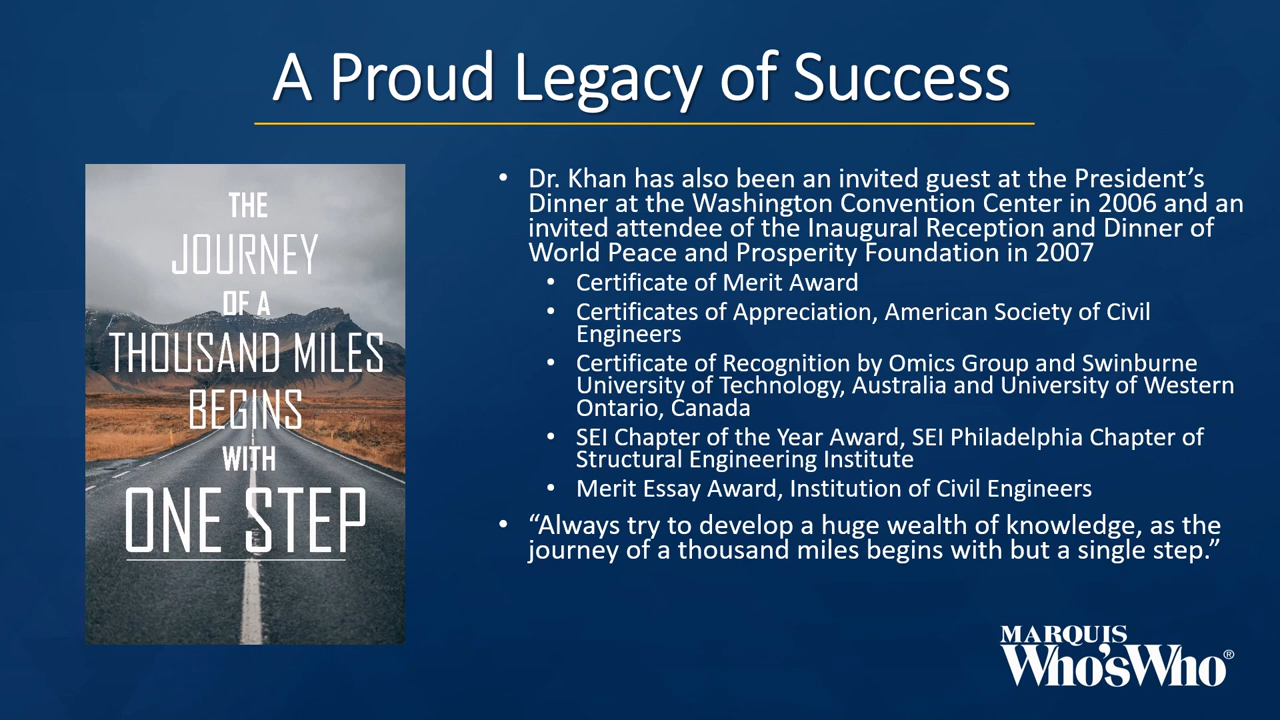 A Proud Legacy of Success
THE
JOURNEY
OF A
THOUSAND MILES
BEGINS
WITH
ONE STEP
• Dr. Khan has also been an invited guest at the President’s
Dinner at the Washington Convention Center in 2006 and an
invited attendee of the Inaugural Reception and Dinner of
World Peace and Prosperity Foundation in 2007
• Certificate of Merit Award
• Certificates of Appreciation, American Society of Civil
Engineers
• Certificate of Recognition by Omics Group and Swinburne
University of Technology, Australia and University of Western
Ontario, Canada
• SEI Chapter of the Year Award, SEI Philadelphia Chapter of
Structural Engineering Institute
• Merit Essay Award, Institution of Civil Engineers
• “Always try to develop a huge wealth of knowledge, as the
journey of a thousand miles begins with but a single step.”
MARQUIS
Who'sWho®